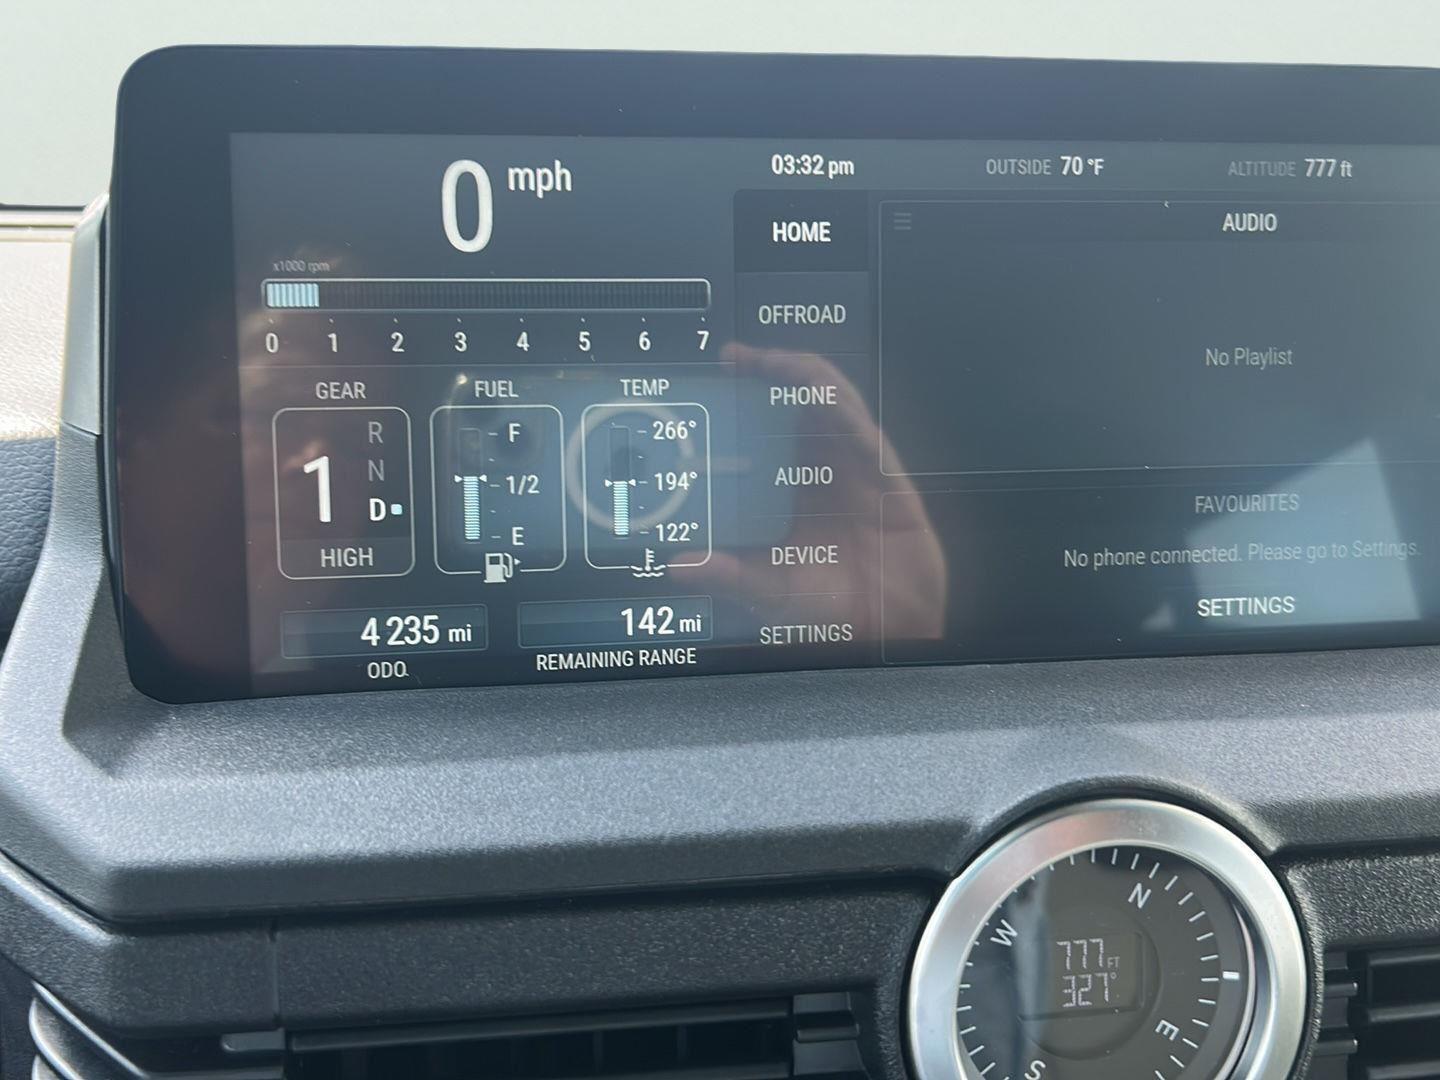 0 mph
03:32 pm
OUTSIDE 70 °F
ALTITUDE 777 ft
x1000 rpm
0 1 2 3 4 5 6 7
GEAR
1
R
N
D
HIGH
FUEL
F
1/2
E
TEMP
266°
194°
122°
4 235 mi
ODO.
142 mi
REMAINING RANGE
HOME
OFFROAD
PHONE
AUDIO
DEVICE
SETTINGS
AUDIO
No Playlist
FAVOURITES
No phone connected. Please go to Settings.
SETTINGS
N
W
777 FT
327°
E
S